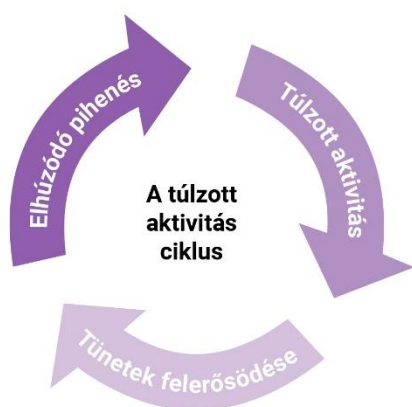 Elhúzódó pihenés
Túlzott aktivitás
A túlzott
aktivitás
ciklus
Tünetek felerősödése